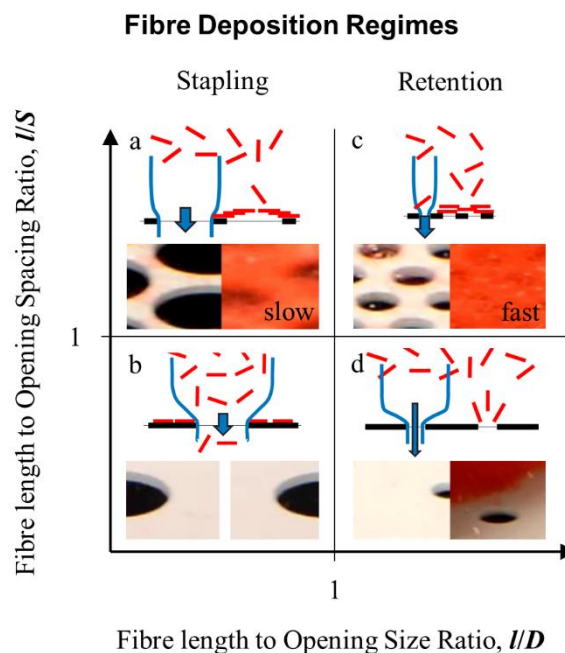 Fibre Deposition Regimes
Stapling
Retention
Fibre length to Opening Spacing Ratio, l/S
a
slow
c
fast
1
b
d
1
Fibre length to Opening Size Ratio, l/D